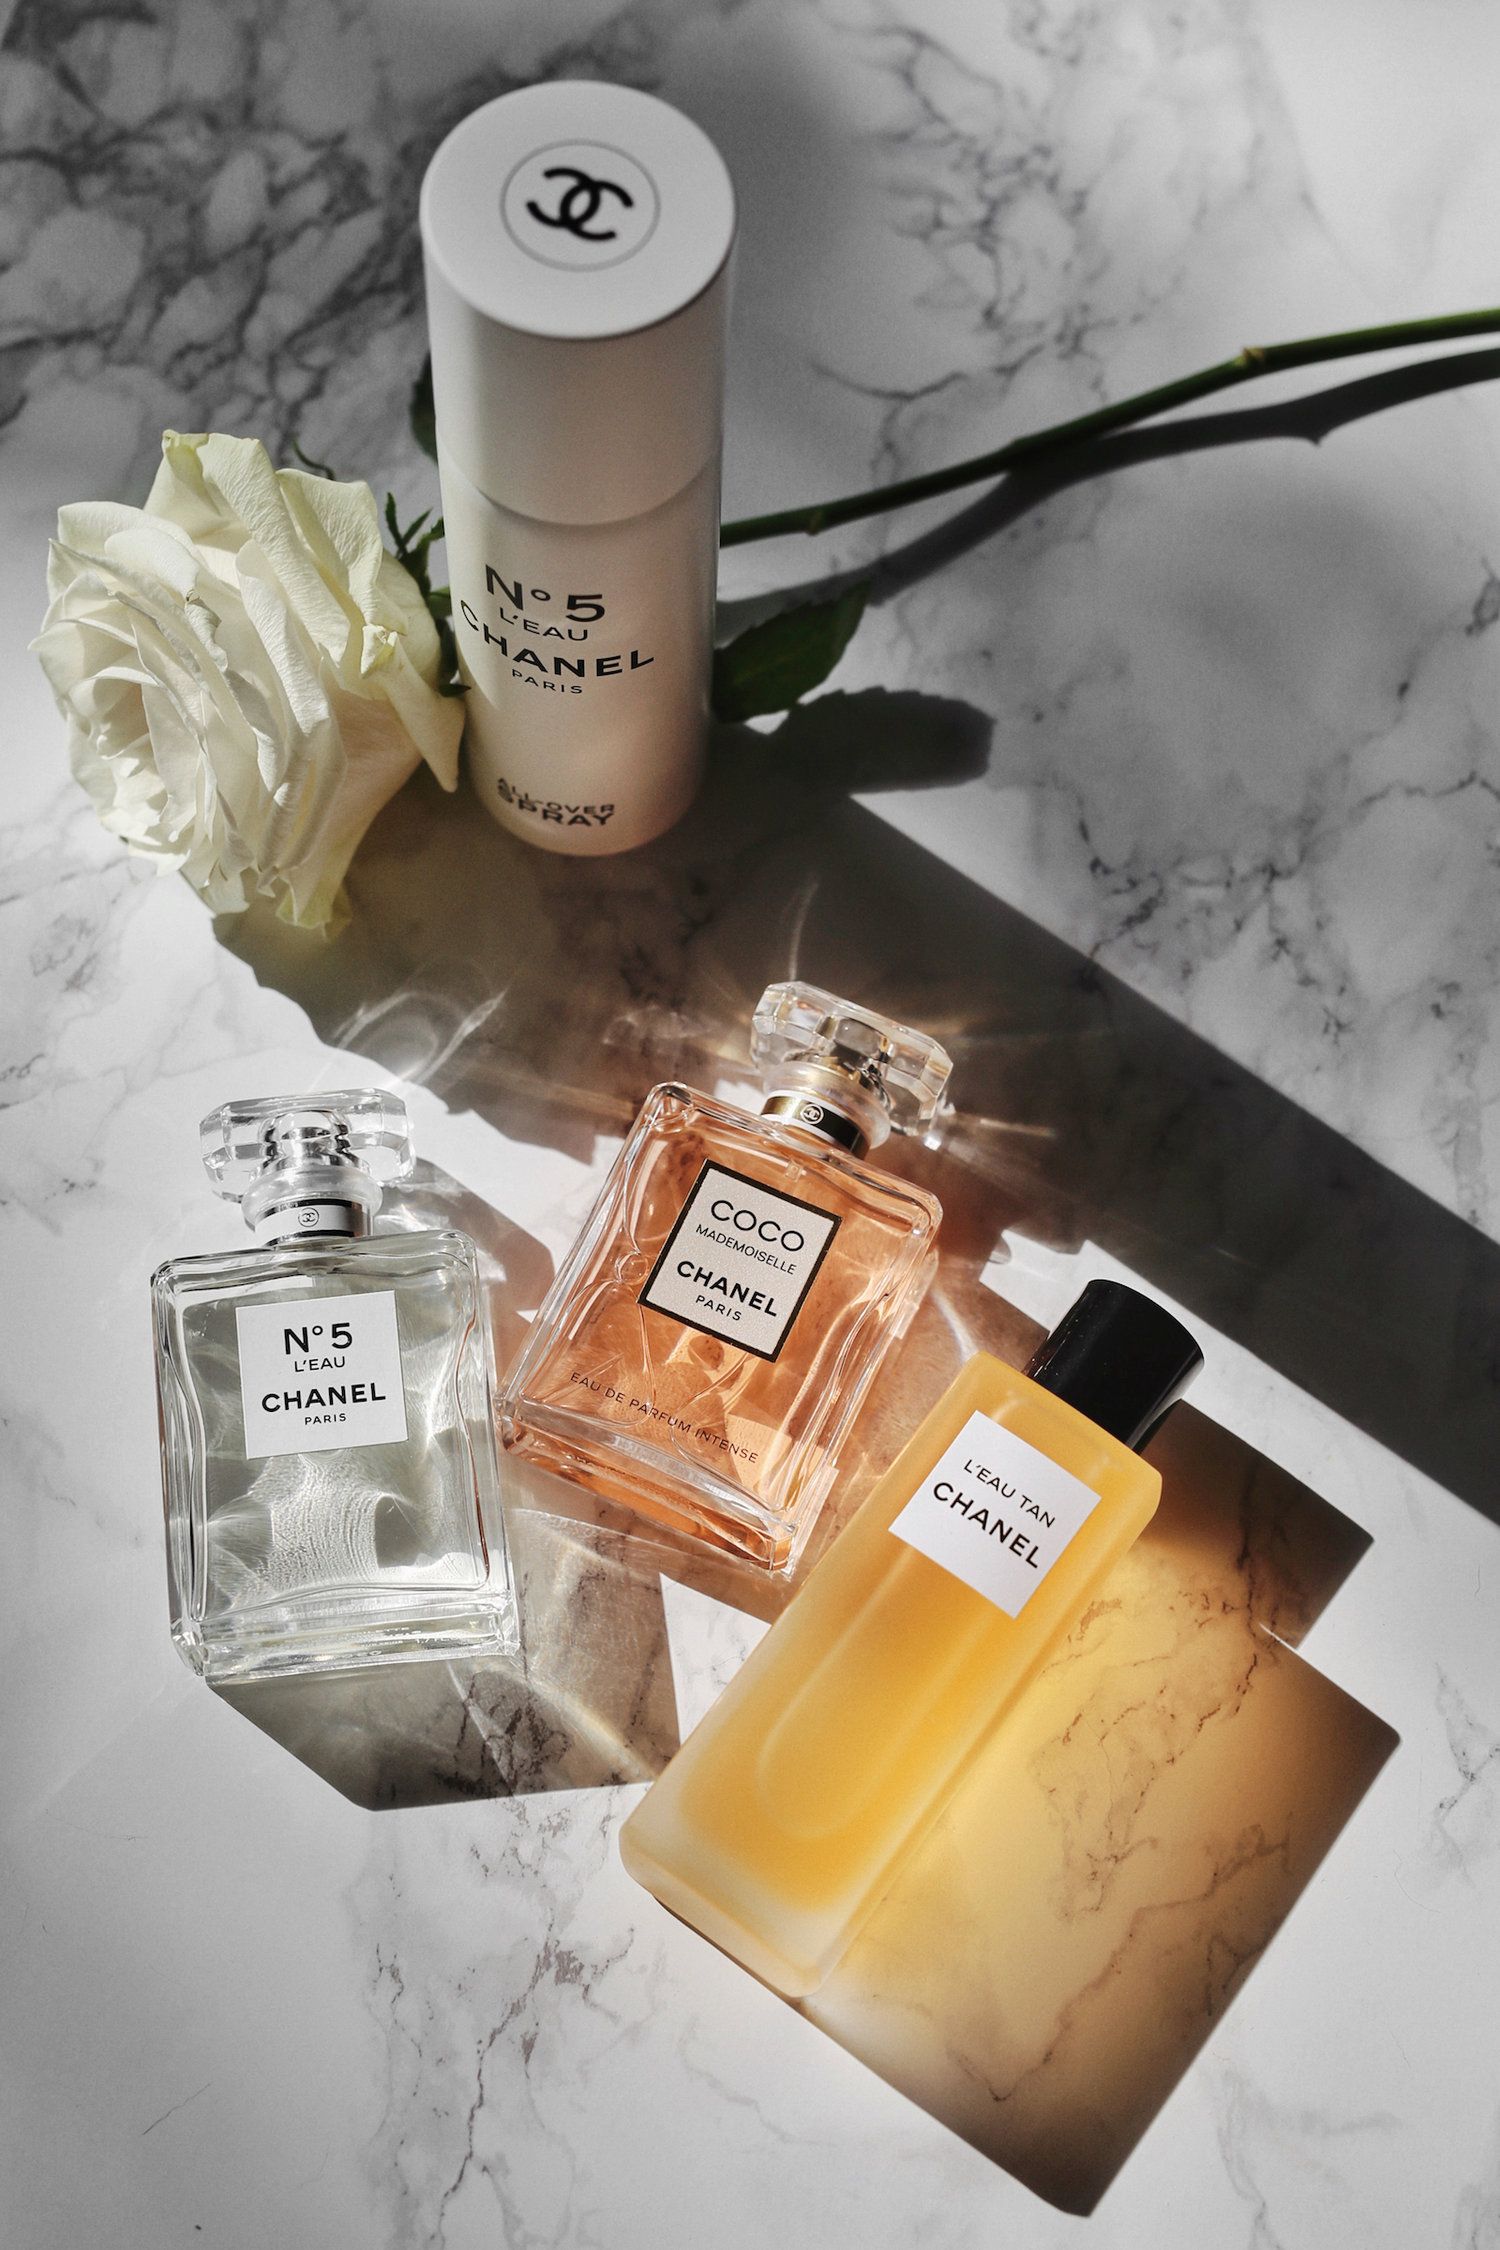 N° 5
L'EAU
CHANEL
PARIS
ALL-OVER
SPRAY
N° 5
L'EAU
CHANEL
PARIS
COCO
MADEMOISELLE
CHANEL
PARIS
EAU DE PARFUM INTENSE
L'EAU TAN
CHANEL